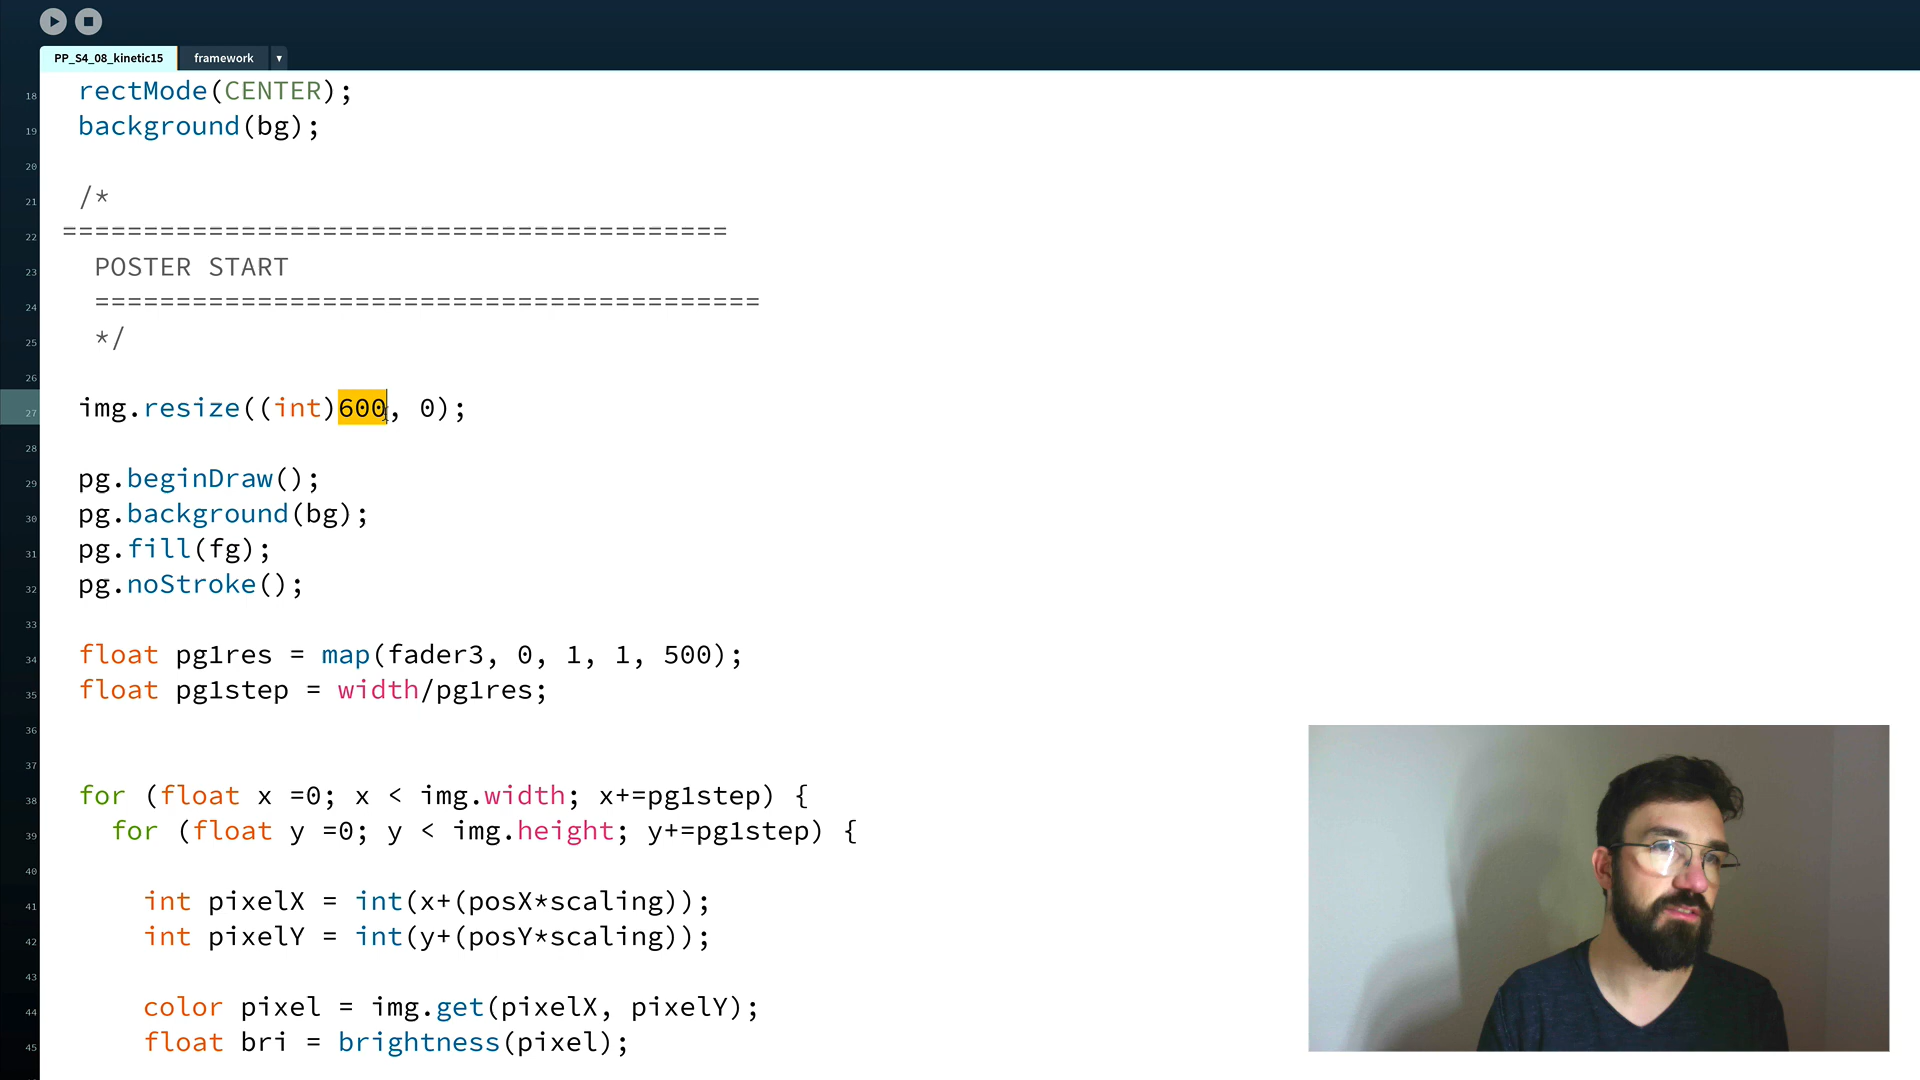 PP_S4_08_kinetic15 framework ▼
18 rectMode(CENTER);
19 background(bg);
20
21 /*
22 =========================================
23 POSTER START
24 =========================================
25 */
26
27 img.resize((int)600, 0);
28
29 pg.beginDraw();
30 pg.background(bg);
31 pg.fill(fg);
32 pg.noStroke();
33
34 float pg1res = map(fader3, 0, 1, 1, 500);
35 float pg1step = width/pg1res;
36
37
38 for (float x =0; x < img.width; x+=pg1step) {
39 for (float y =0; y < img.height; y+=pg1step) {
40
41 int pixelX = int(x+(posX*scaling));
42 int pixelY = int(y+(posY*scaling));
43
44 color pixel = img.get(pixelX, pixelY);
45 float bri = brightness(pixel);